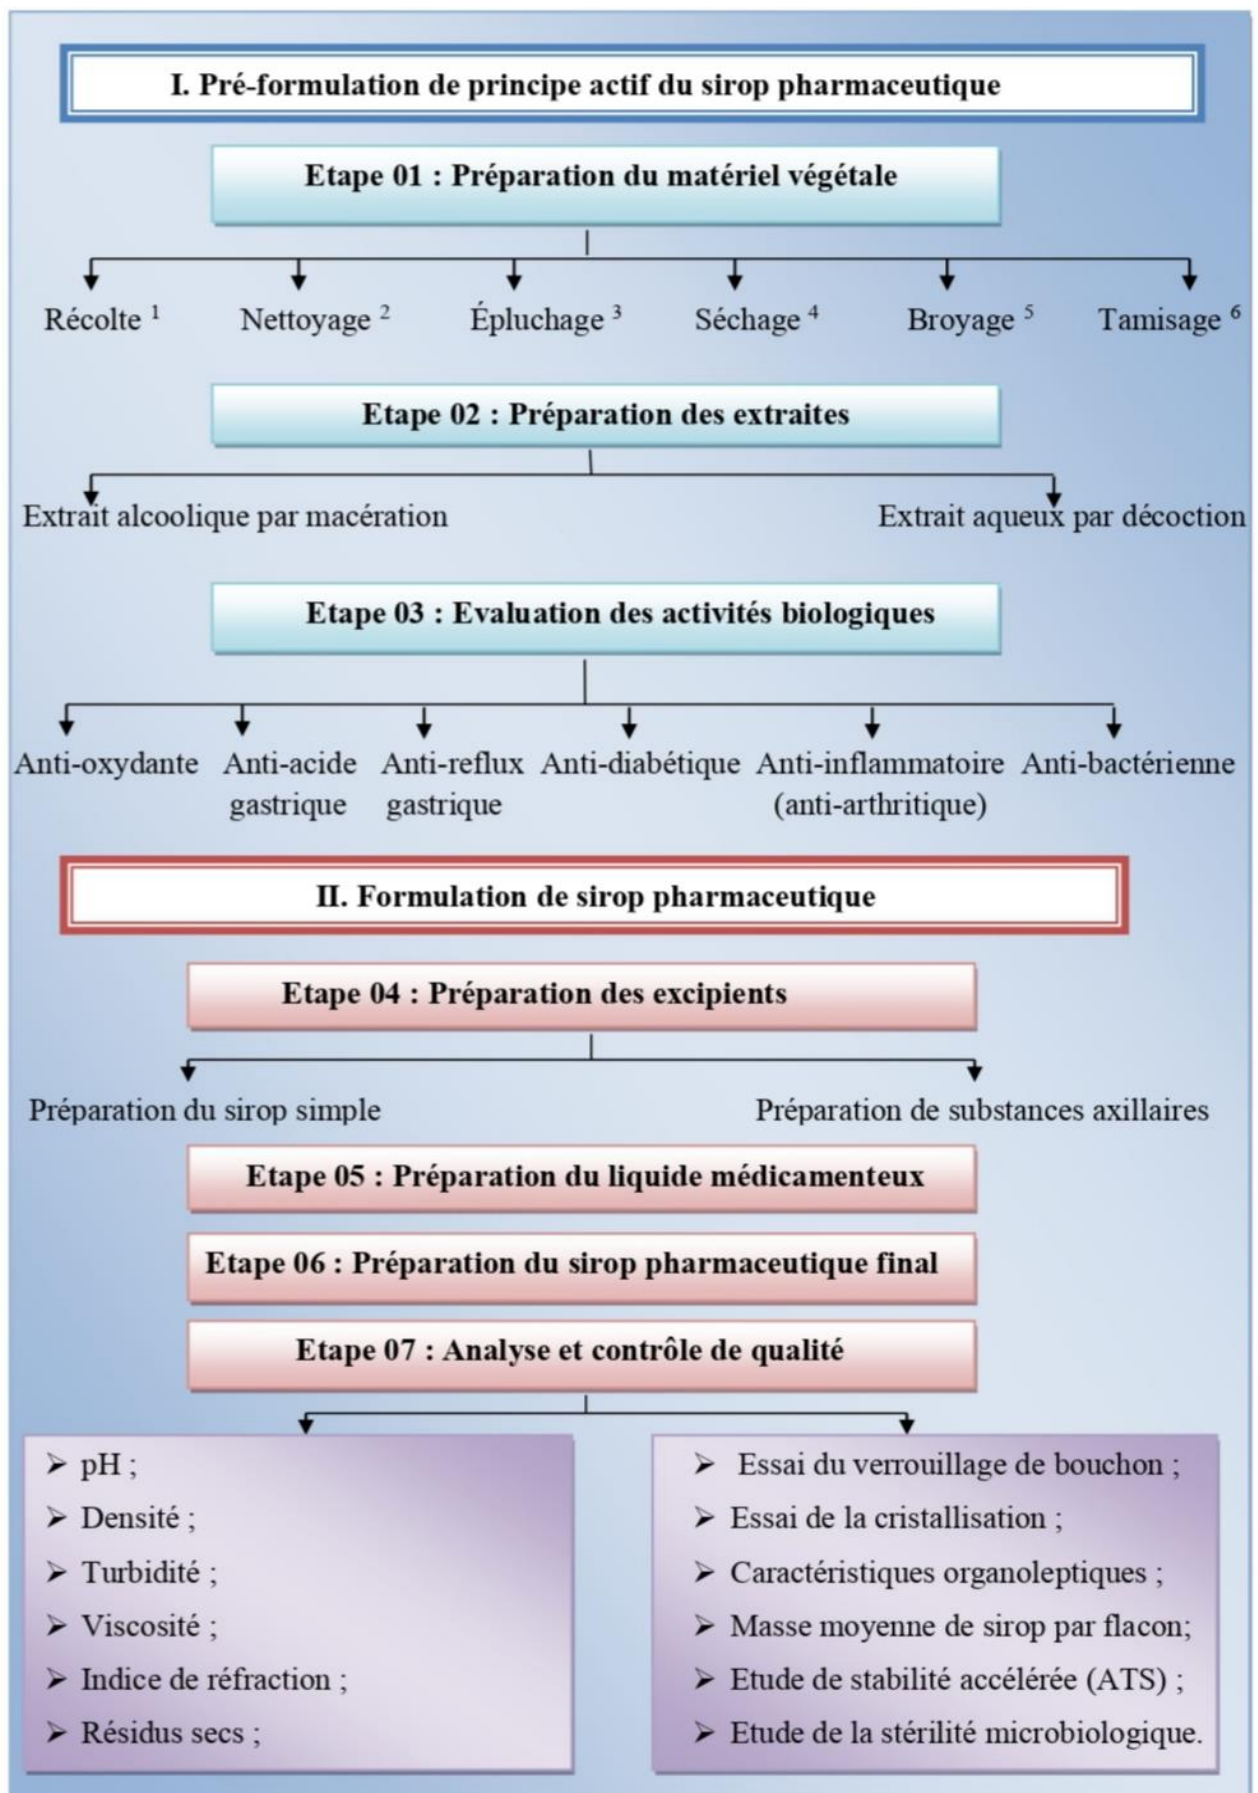 I. Pré-formulation de principe actif du sirop pharmaceutique
Etape 01 : Préparation du matériel végétale
Récolte ¹ Nettoyage ² Épluchage ³ Séchage ⁴ Broyage ⁵ Tamisage ⁶
Etape 02 : Préparation des extraites
Extrait alcoolique par macération Extrait aqueux par décoction
Etape 03 : Evaluation des activités biologiques
Anti-oxydante Anti-acide Anti-reflux Anti-diabétique Anti-inflammatoire Anti-bactérienne
gastrique gastrique (anti-arthritique)
II. Formulation de sirop pharmaceutique
Etape 04 : Préparation des excipients
Préparation du sirop simple Préparation de substances axillaires
Etape 05 : Préparation du liquide médicamenteux
Etape 06 : Préparation du sirop pharmaceutique final
Etape 07 : Analyse et contrôle de qualité
➢ pH ;
➢ Densité ;
➢ Turbidité ;
➢ Viscosité ;
➢ Indice de réfraction ;
➢ Résidus secs ;
➢ Essai du verrouillage de bouchon ;
➢ Essai de la cristallisation ;
➢ Caractéristiques organoleptiques ;
➢ Masse moyenne de sirop par flacon;
➢ Etude de stabilité accélérée (ATS) ;
➢ Etude de la stérilité microbiologique.